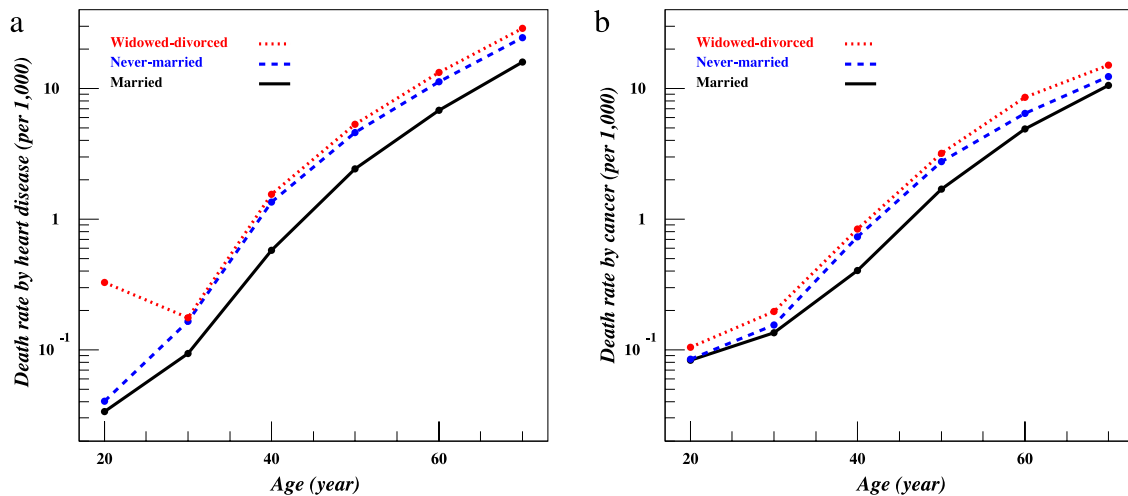 a
Widowed-divorced
Never-married
Married
10
1
10 -1
20
40
60
Death rate by heart disease (per 1,000)
Age (year)
b
Widowed-divorced
Never-married
Married
10
1
10 -1
20
40
60
Death rate by cancer (per 1,000)
Age (year)